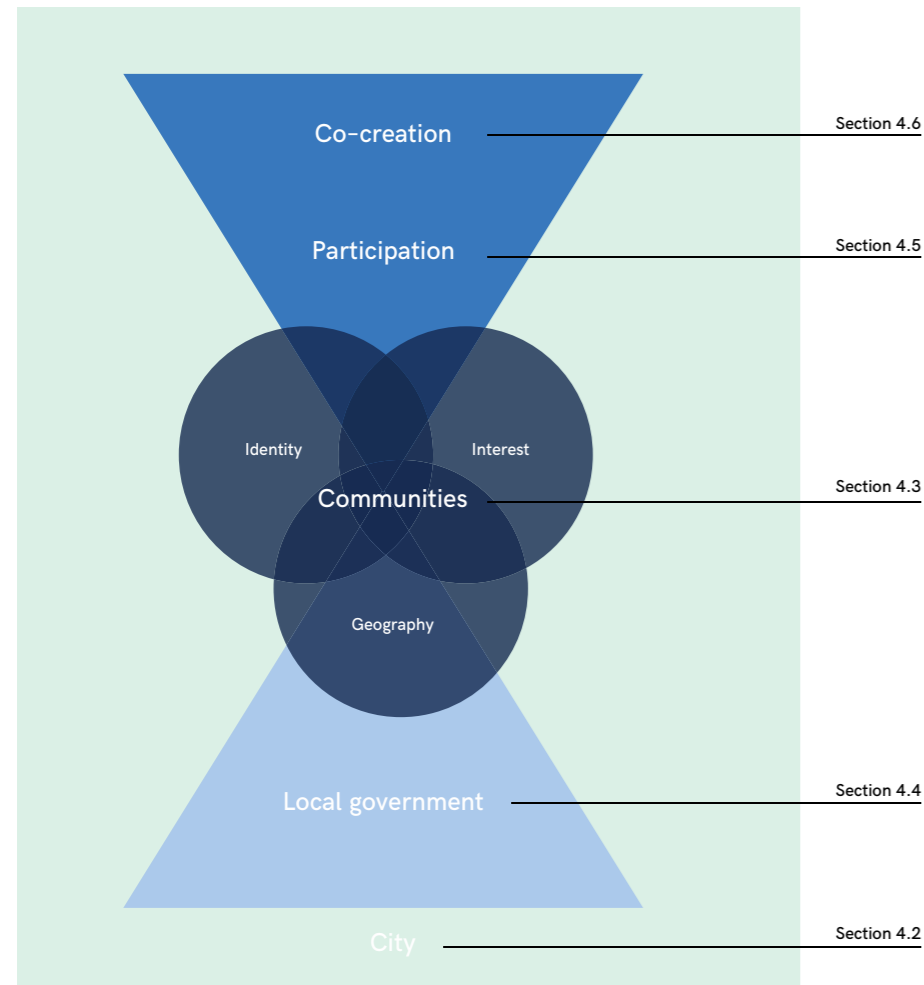 Co-creation
Section 4.6
Participation
Section 4.5
Identity
Interest
Communities
Section 4.3
Geography
Local government
Section 4.4
City
Section 4.2